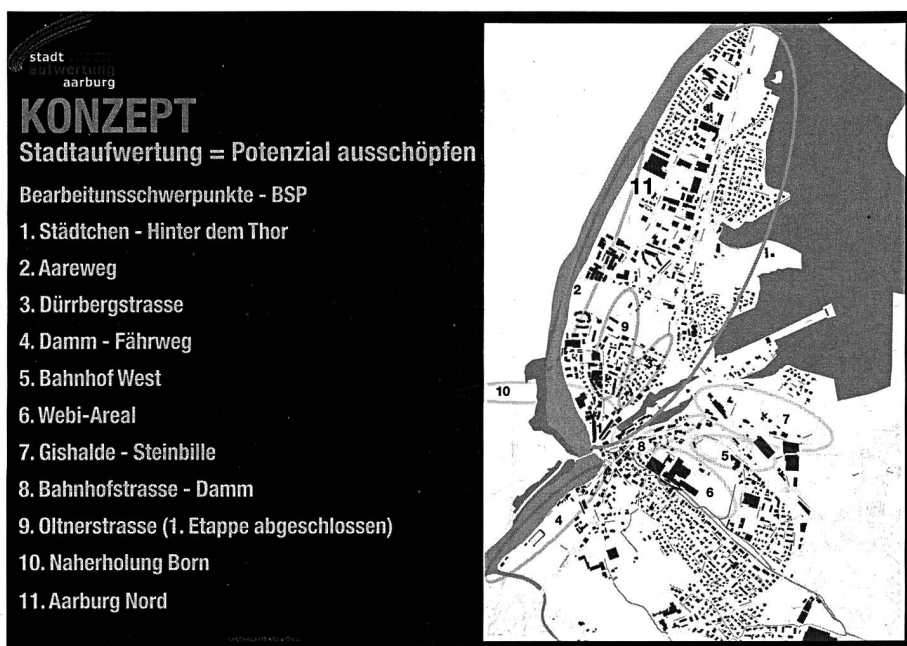 stadt
aufwertung
aarburg
KONZEPT
Stadtaufwertung = Potenzial ausschöpfen
Bearbeitunsschwerpunkte - BSP
1. Städtchen - Hinter dem Thor
2. Aareweg
3. Dürrbergstrasse
4. Damm - Fährweg
5. Bahnhof West
6. Webi-Areal
7. Gishalde - Steinbille
8. Bahnhofstrasse - Damm
9. Oltnerstrasse (1. Etappe abgeschlossen)
10. Naherholung Born
11. Aarburg Nord
11
2
9
3
10
7
8
5
6
4